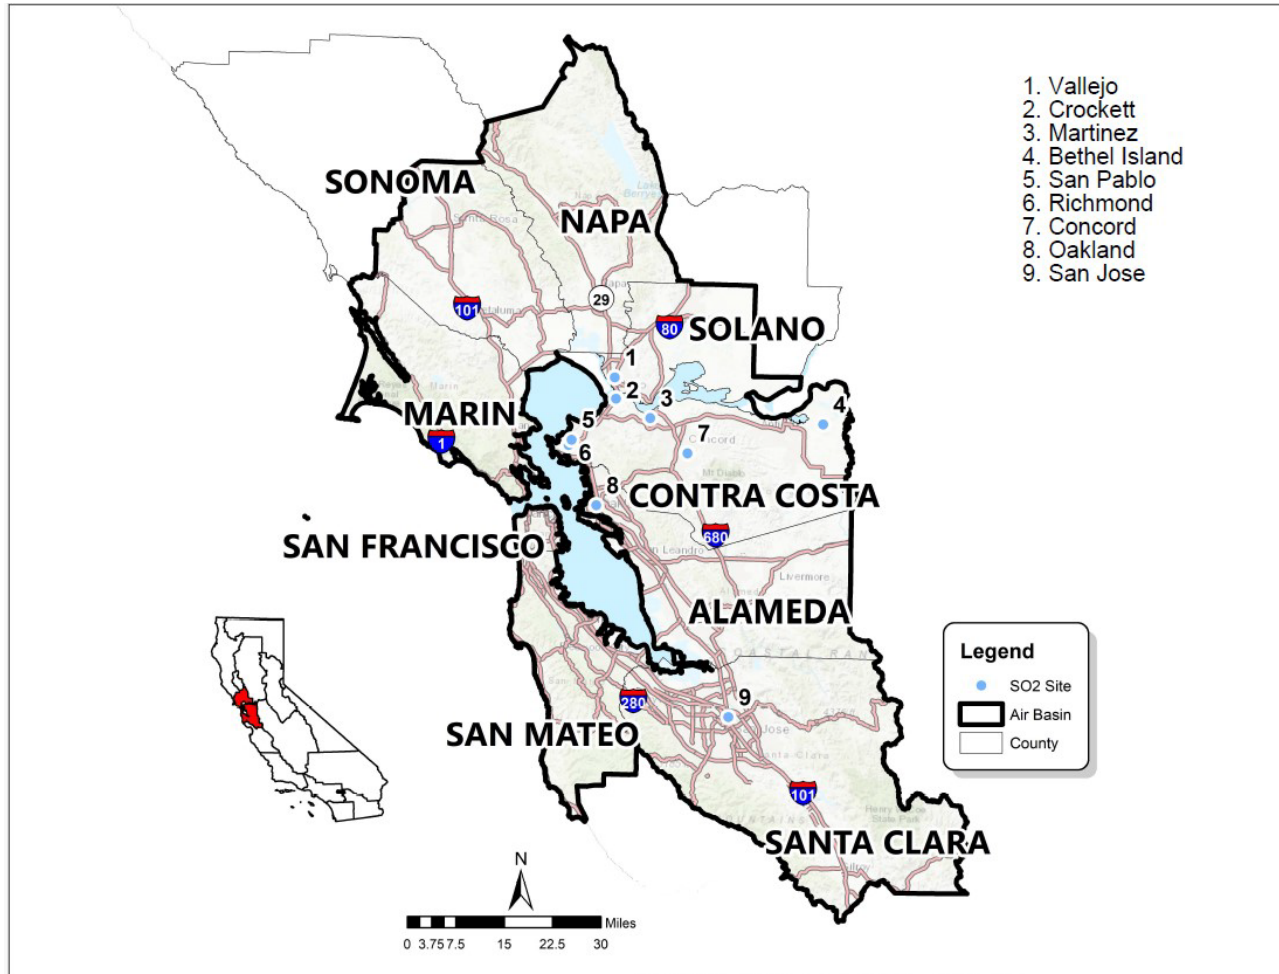 1. Vallejo
2. Crockett
3. Martinez
4. Bethel Island
5. San Pablo
6. Richmond
7. Concord
8. Oakland
9. San Jose
SONOMA
NAPA
29
101
80
SOLANO
1
2
3
4
MARIN
1
5
6
7
Concord
8
CONTRA COSTA
680
SAN FRANCISCO
Livermore
ALAMEDA
280
9
SAN MATEO
101
SANTA CLARA
Legend
SO2 Site
Air Basin
County
N
Miles
0 3.75 7.5 15 22.5 30